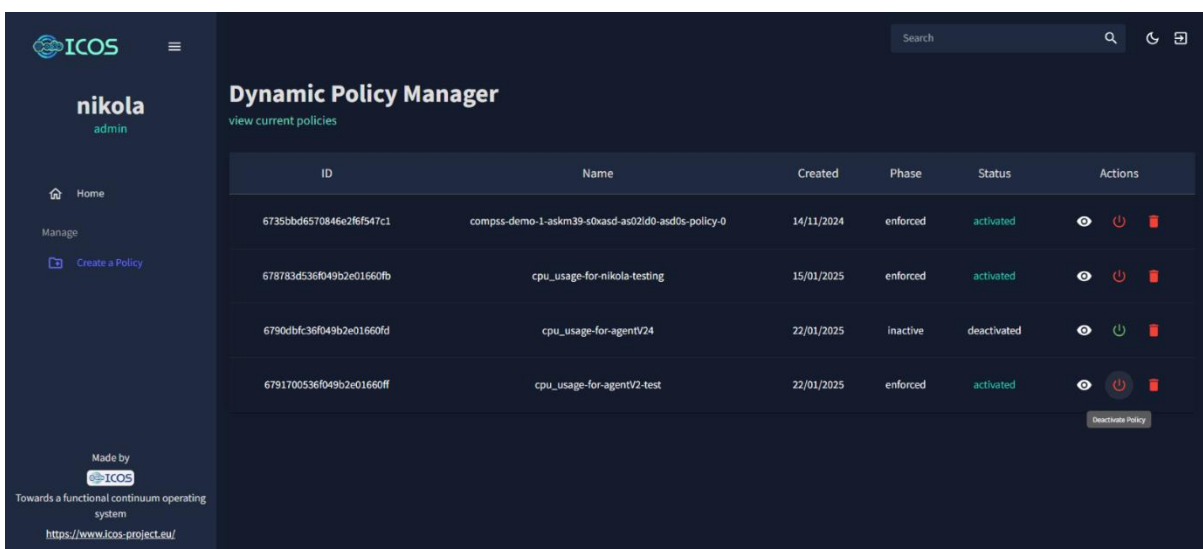 ICOS
Search
nikola
admin
Dynamic Policy Manager
view current policies
Home
Manage
Create a Policy
ID Name Created Phase Status Actions
6735bbd6570846e2f6f547c1 compss-demo-1-askm39-s0xasd-as02ld0-asd0s-policy-0 14/11/2024 enforced activated
678783d536f049b2e01660fb cpu_usage-for-nikola-testing 15/01/2025 enforced activated
6790dbfc36f049b2e01660fd cpu_usage-for-agentV24 22/01/2025 inactive deactivated
6791700536f049b2e01660ff cpu_usage-for-agentV2-test 22/01/2025 enforced activated
Deactivate Policy
Made by
ICOS
Towards a functional continuum operating
system
https://www.icos-project.eu/